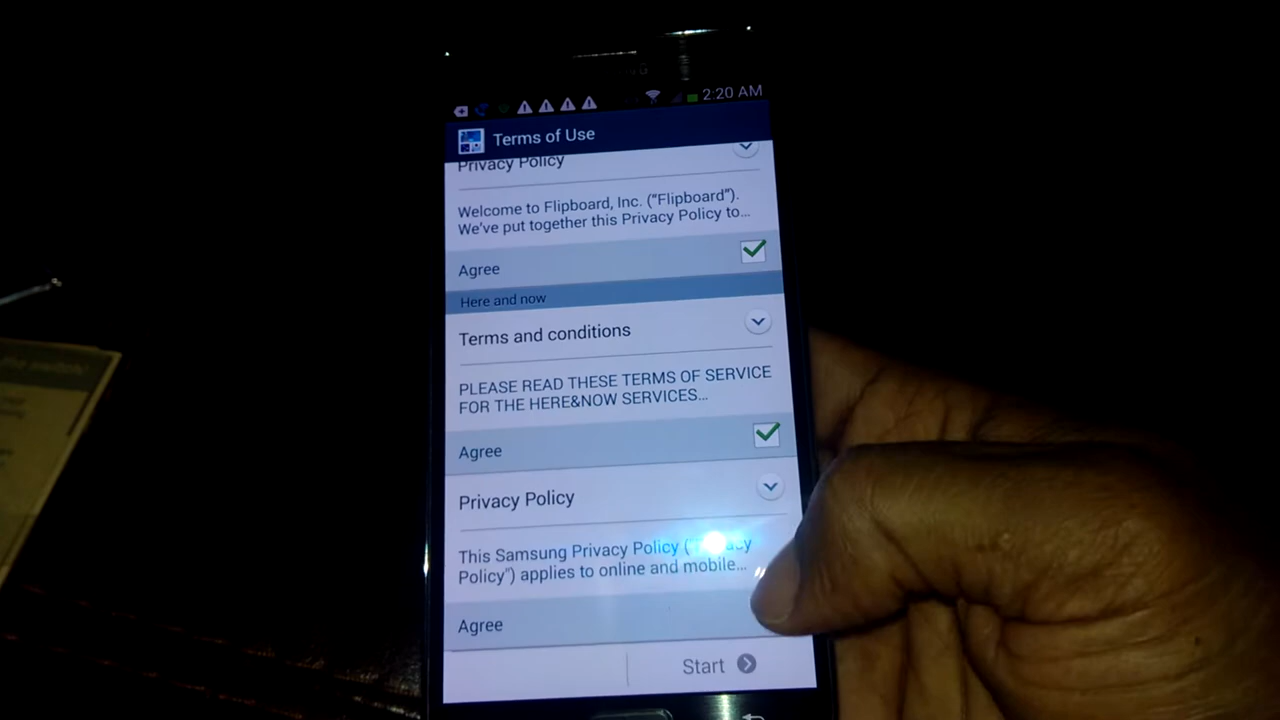 2:20 AM
Terms of Use
Privacy Policy
Welcome to Flipboard, Inc. ("Flipboard").
We've put together this Privacy Policy to...
Agree
Here and now
Terms and conditions
PLEASE READ THESE TERMS OF SERVICE
FOR THE HERE&NOW SERVICES...
Agree
Privacy Policy
This Samsung Privacy Policy ("Privacy
Policy") applies to online and mobile...
Agree
Start